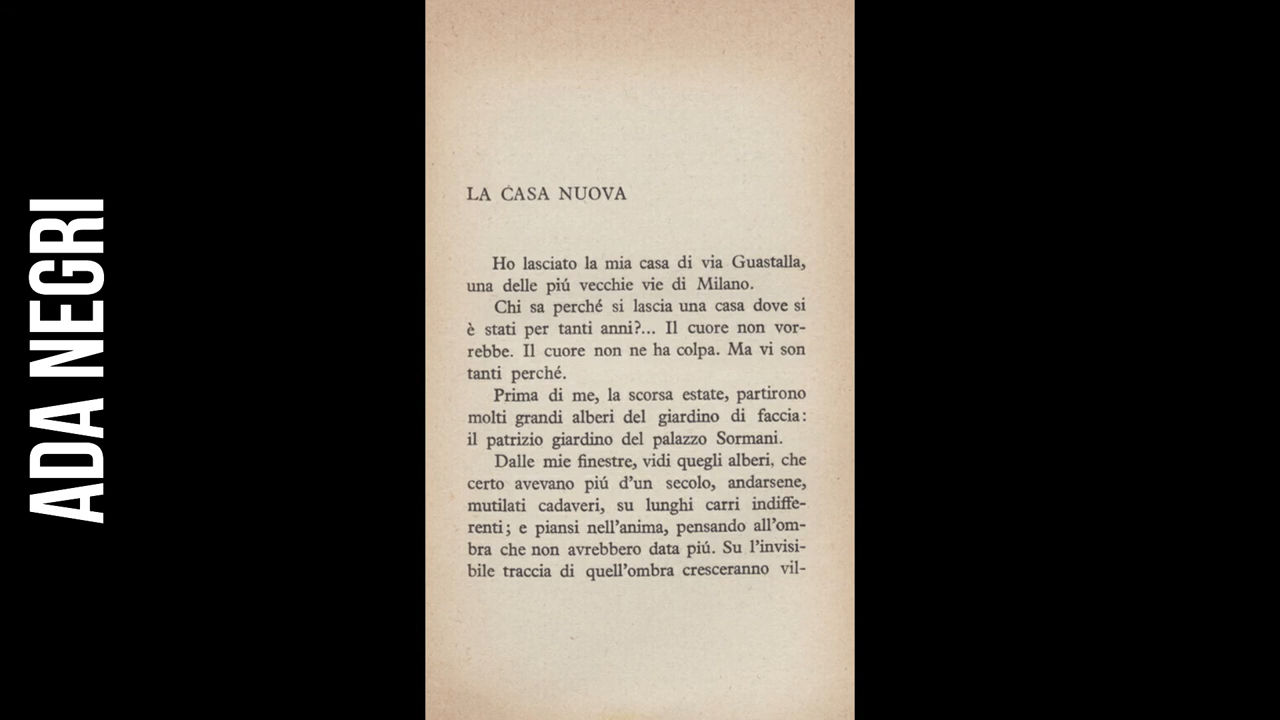 ADA NEGRI
LA CASA NUOVA
Ho lasciato la mia casa di via Guastalla,
una delle piú vecchie vie di Milano.
Chi sa perché si lascia una casa dove si
è stati per tanti anni?... Il cuore non vor-
rebbe. Il cuore non ne ha colpa. Ma vi son
tanti perché.
Prima di me, la scorsa estate, partirono
molti grandi alberi del giardino di faccia:
il patrizio giardino del palazzo Sormani.
Dalle mie finestre, vidi quegli alberi, che
certo avevano piú d'un secolo, andarsene,
mutilati cadaveri, su lunghi carri indiffe-
renti; e piansi nell'anima, pensando all'om-
bra che non avrebbero data piú. Su l'invisi-
bile traccia di quell'ombra cresceranno vil-